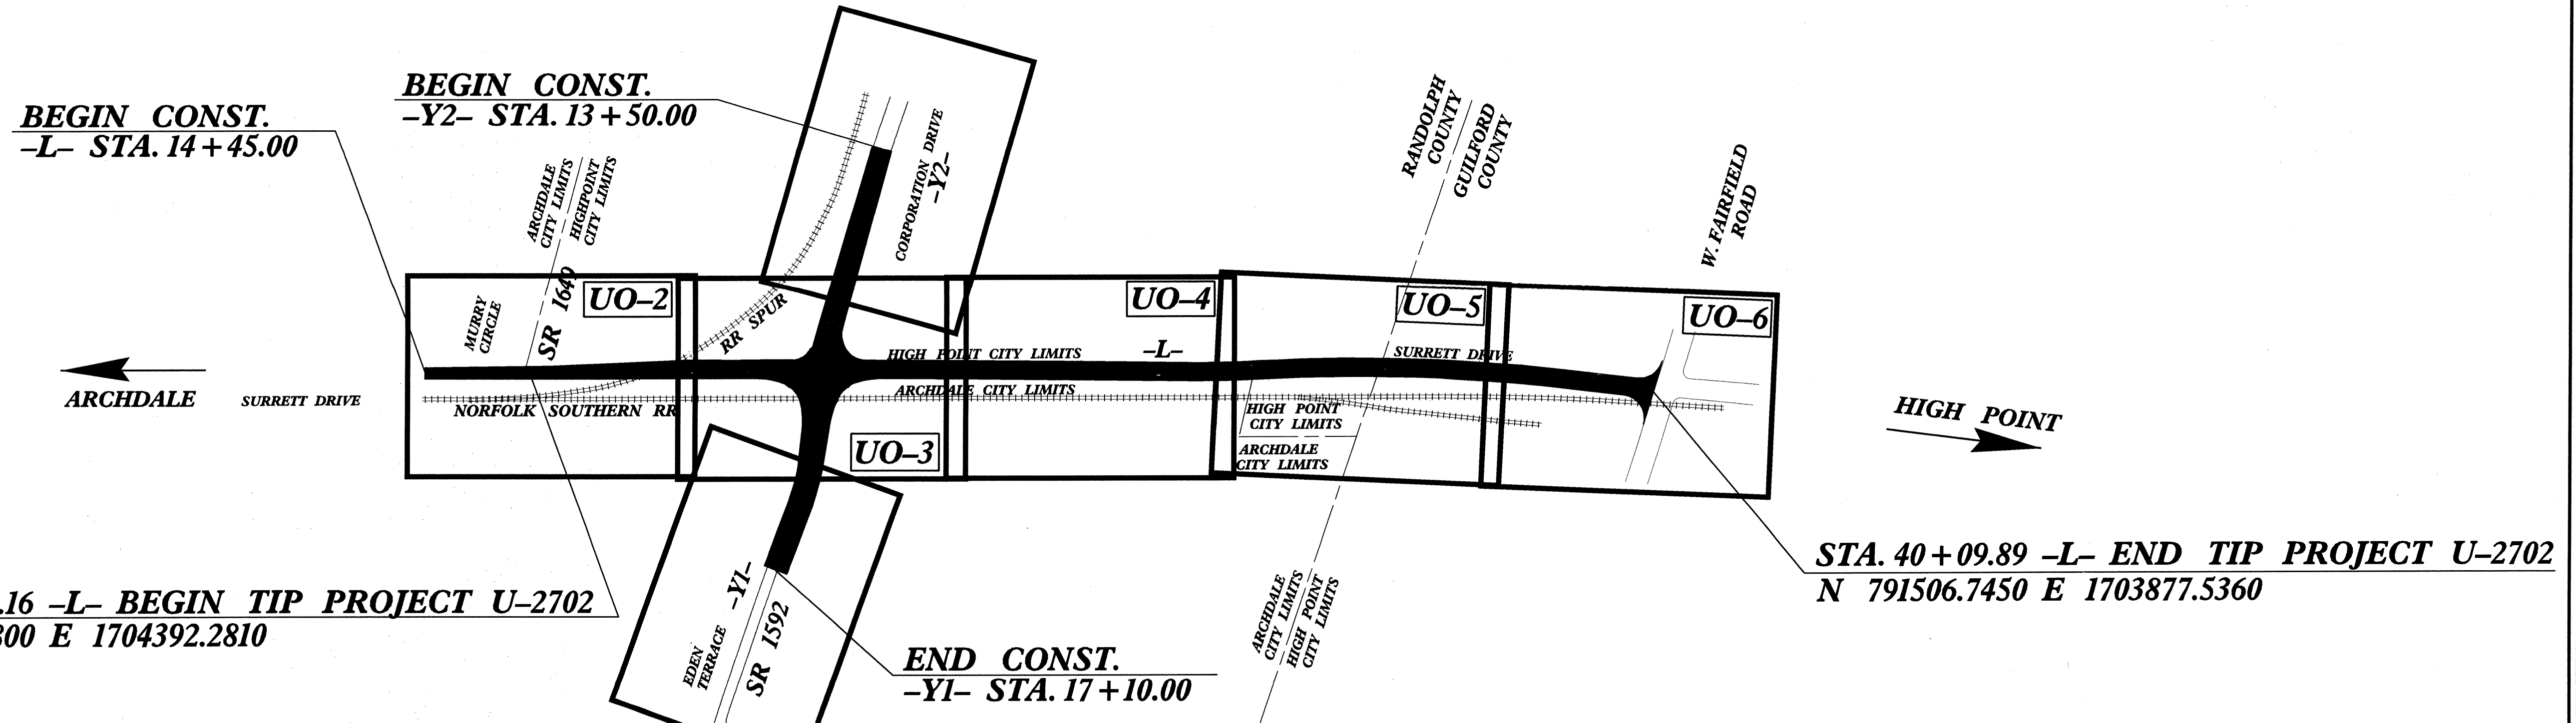 BEGIN CONST.
–L– STA. 14+45.00
BEGIN CONST.
–Y2– STA. 13+50.00
ARCHDALE
CITY LIMITS
HIGHPOINT
CITY LIMITS
CORPORATION DRIVE
–Y2–
RANDOLPH
COUNTY
GUILFORD
COUNTY
W. FAIRFIELD
ROAD
MURRY
CIRCLE
SR 1649
UO–2
RR SPUR
UO–4
UO–5
UO–6
HIGH POINT CITY LIMITS
–L–
SURRETT DRIVE
ARCHDALE CITY LIMITS
ARCHDALE
SURRETT DRIVE
NORFOLK SOUTHERN RR
UO–3
HIGH POINT
CITY LIMITS
ARCHDALE
CITY LIMITS
HIGH POINT
.16 –L– BEGIN TIP PROJECT U–2702
300 E 1704392.2810
EDEN
TERRACE
–Y1–
SR 1592
END CONST.
–Y1– STA. 17+10.00
ARCHDALE
CITY LIMITS
HIGH POINT
CITY LIMITS
STA. 40+09.89 –L– END TIP PROJECT U–2702
N 791506.7450 E 1703877.5360